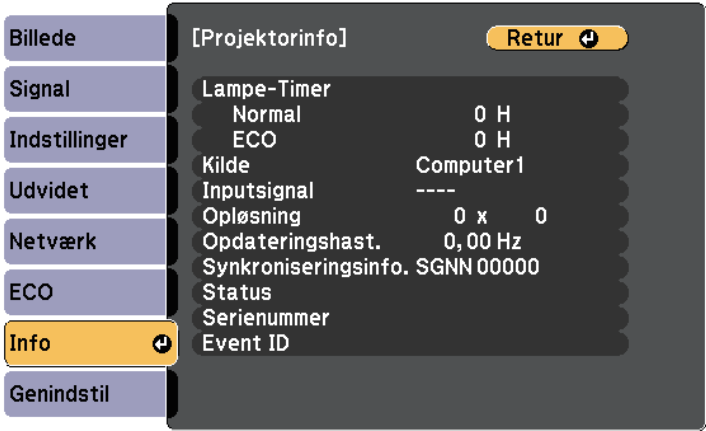 Billede
Signal
Indstillinger
Udvidet
Netværk
ECO
Info
Genindstil
[Projektorinfo] Retur
Lampe-Timer
Normal 0 H
ECO 0 H
Kilde Computer1
Inputsignal ----
Opløsning 0 x 0
Opdateringshast. 0,00 Hz
Synkroniseringsinfo. SGNN 00000
Status
Serienummer
Event ID